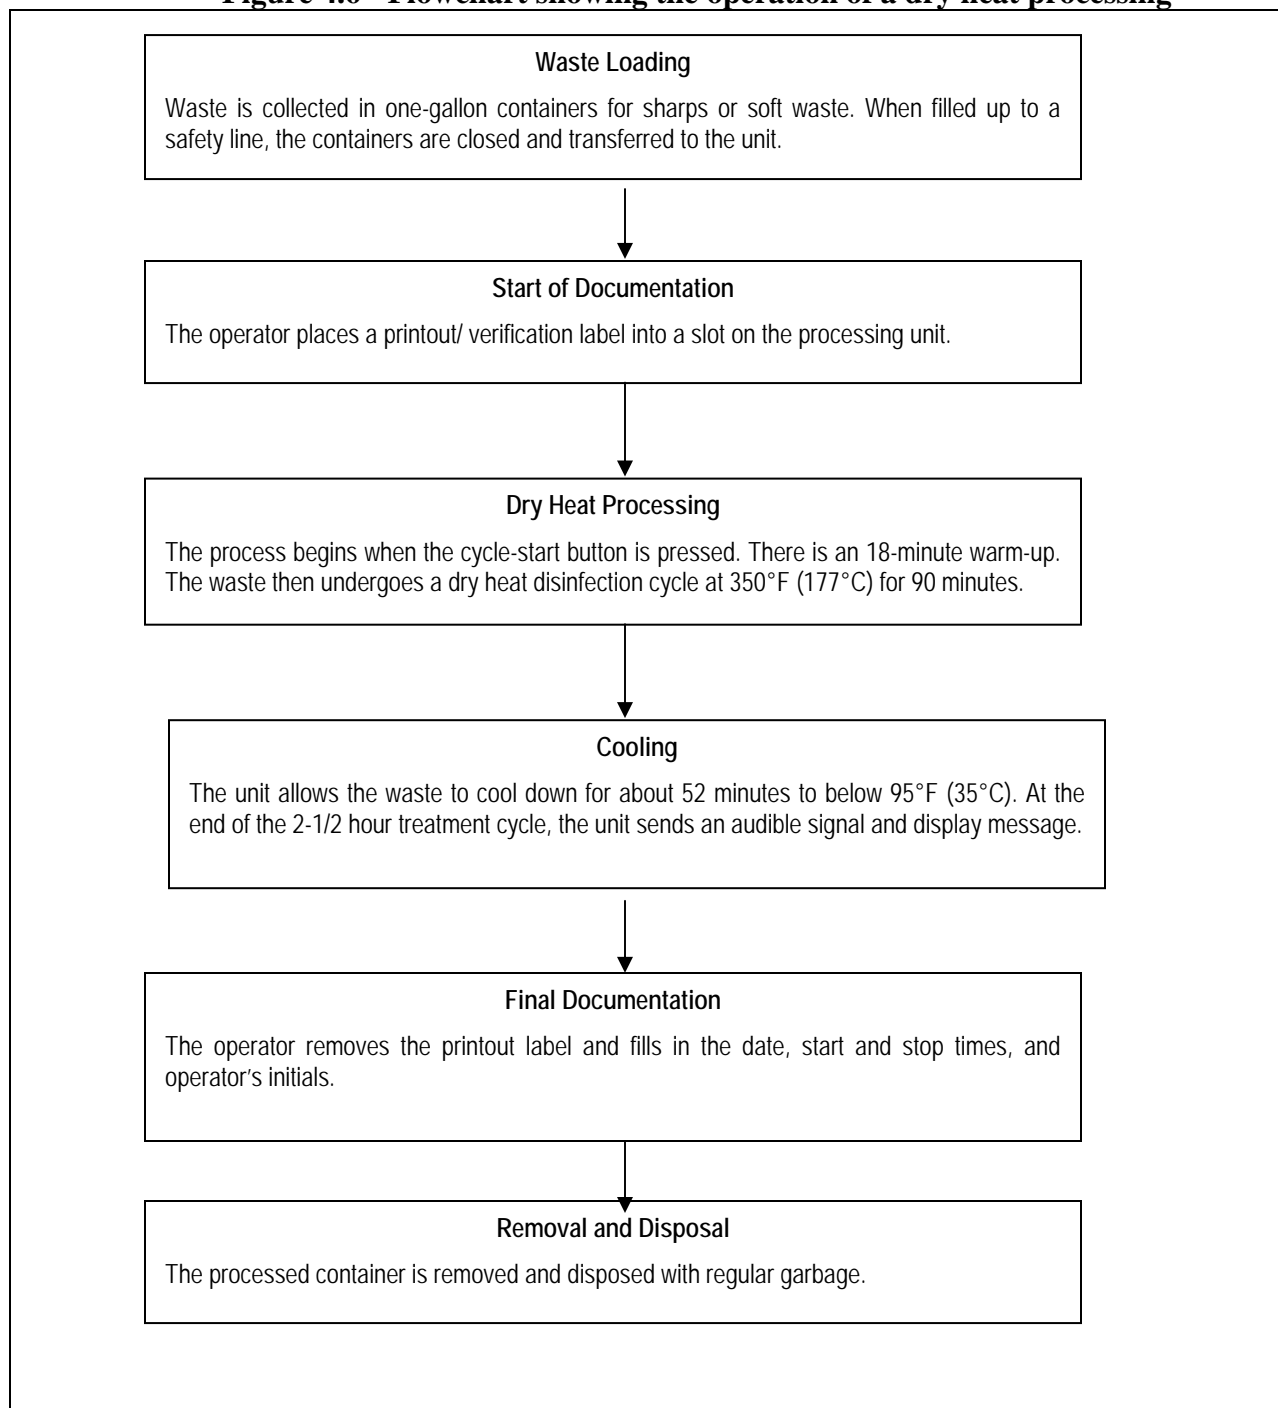 Figure 4.6 - Flowchart showing the operation of a dry heat processing
Waste Loading
Waste is collected in one-gallon containers for sharps or soft waste. When filled up to a
safety line, the containers are closed and transferred to the unit.
Start of Documentation
The operator places a printout/ verification label into a slot on the processing unit.
Dry Heat Processing
The process begins when the cycle-start button is pressed. There is an 18-minute warm-up.
The waste then undergoes a dry heat disinfection cycle at 350°F (177°C) for 90 minutes.
Cooling
The unit allows the waste to cool down for about 52 minutes to below 95°F (35°C). At the
end of the 2-1/2 hour treatment cycle, the unit sends an audible signal and display message.
Final Documentation
The operator removes the printout label and fills in the date, start and stop times, and
operator's initials.
Removal and Disposal
The processed container is removed and disposed with regular garbage.